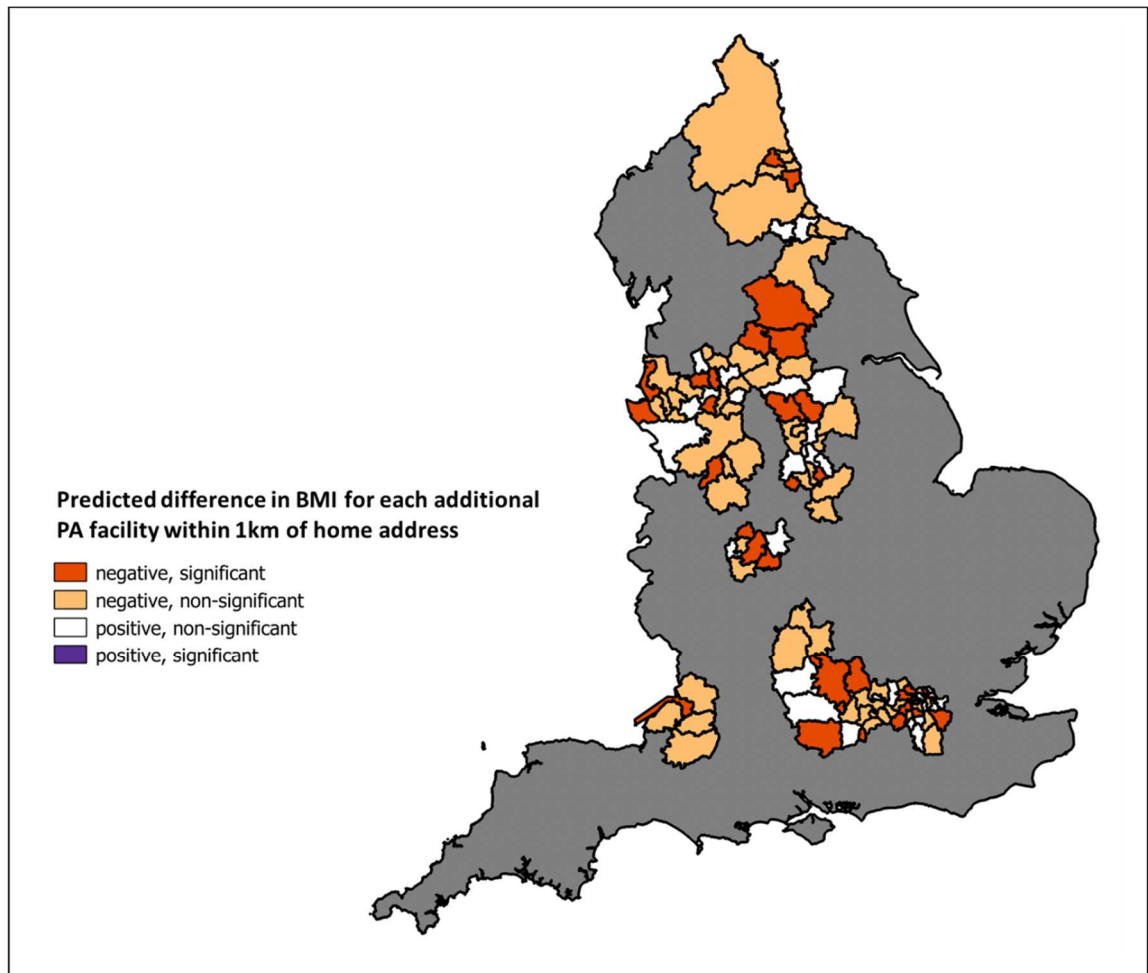 Predicted difference in BMI for each additional
PA facility within 1km of home address
negative, significant
negative, non-significant
positive, non-significant
positive, significant